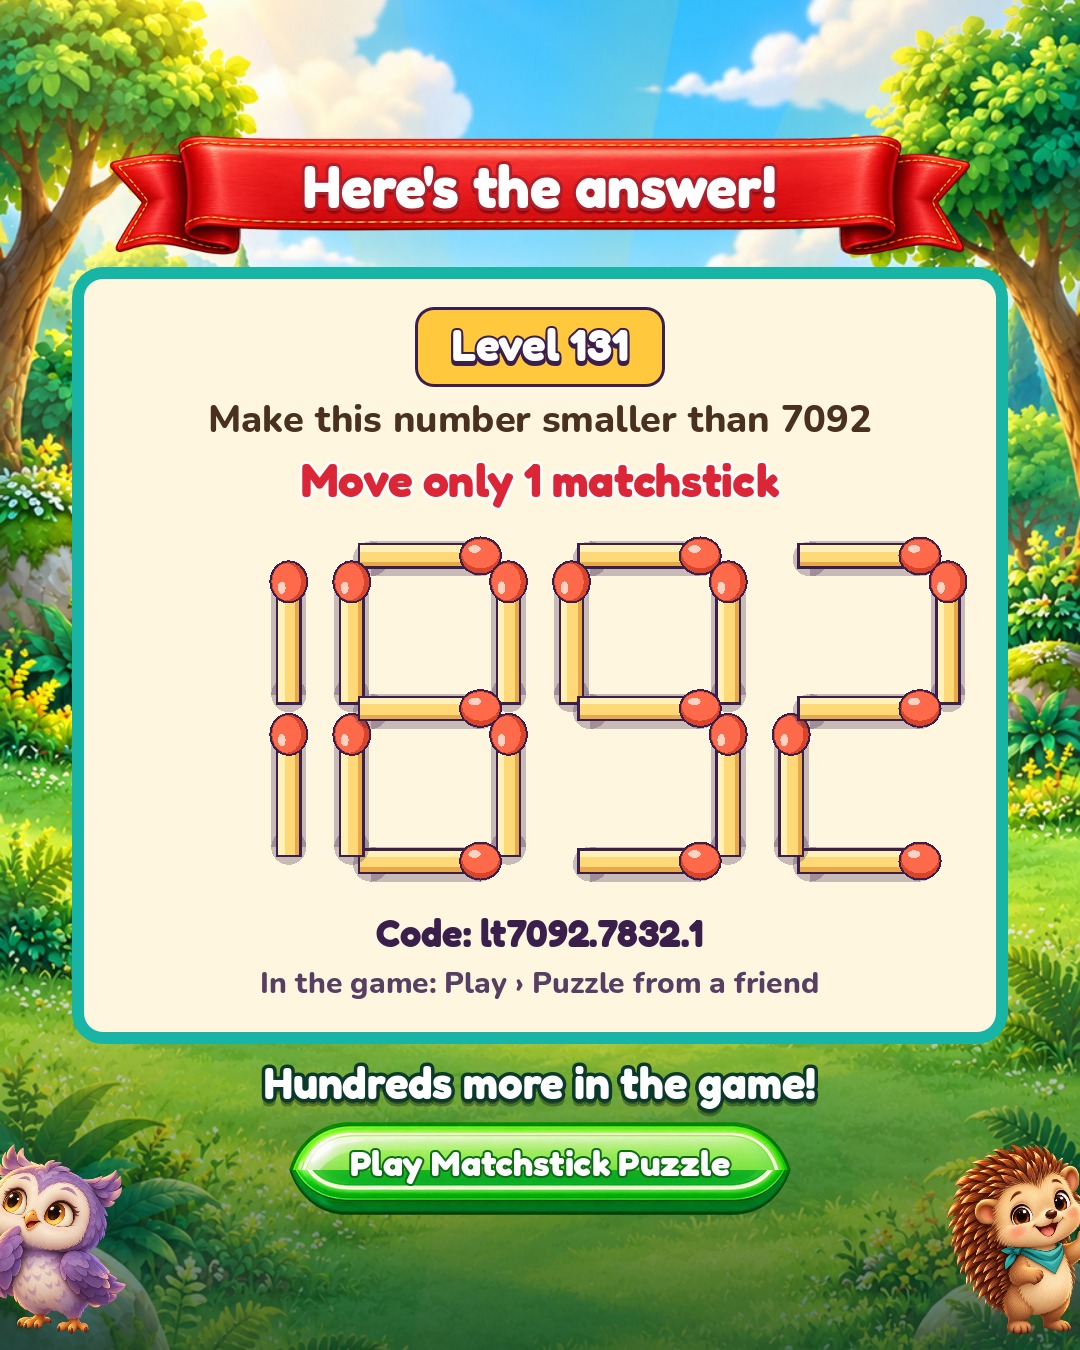 Here's the answer!
Level 131
Make this number smaller than 7092
Move only 1 matchstick
1892
Code: lt7092.7832.1
In the game: Play › Puzzle from a friend
Hundreds more in the game!
Play Matchstick Puzzle